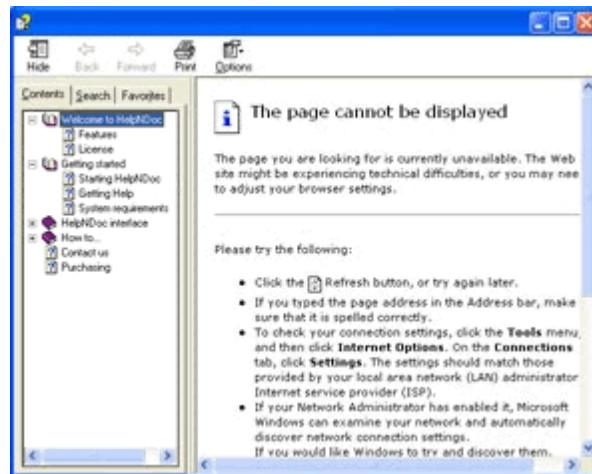 Hide Back Forward Print Options
Contents Search Favorites
Welcome to HelpNDoc
Features
License
Getting started
Starting HelpNDoc
Getting Help
System requirements
HelpNDoc interface
How to...
Contact us
Purchasing
The page cannot be displayed
The page you are looking for is currently unavailable. The Web
site might be experiencing technical difficulties, or you may nee
to adjust your browser settings.
Please try the following:
Click the Refresh button, or try again later.
If you typed the page address in the Address bar, make
sure that it is spelled correctly.
To check your connection settings, click the Tools menu,
and then click Internet Options. On the Connections
tab, click Settings. The settings should match those
provided by your local area network (LAN) administrator
Internet service provider (ISP).
If your Network Administrator has enabled it, Microsoft
Windows can examine your network and automatically
discover network connection settings.
If you would like Windows to try and discover them.